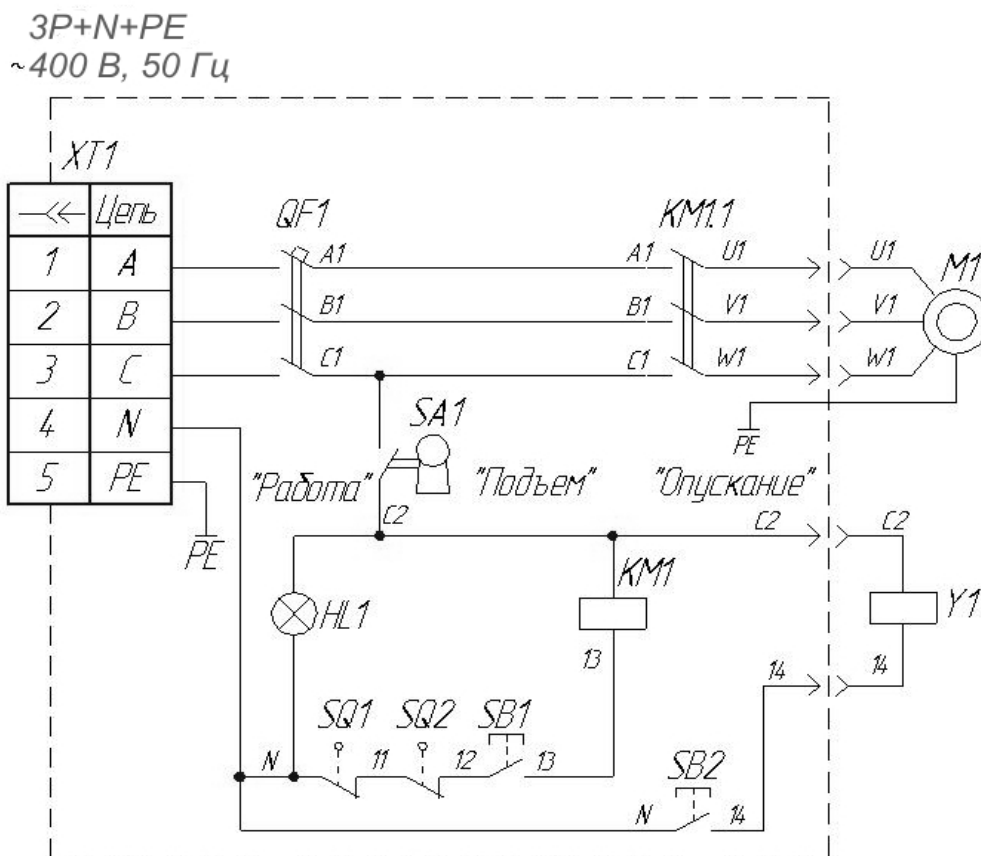 3P+N+PE
~400 В, 50 Гц
XT1
Цепь
1 A
2 B
3 C
4 N
5 PE
PE
QF1
A1
B1
C1
KM1.1
A1 U1
B1 V1
C1 W1
U1
V1
W1
M1
PE
SA1
"Работа" "Подъем" "Опускание"
C2
C2
C2
HL1
KM1
13
Y1
14
14
SQ1 SQ2 SB1
N 11 12 13
SB2
N 14